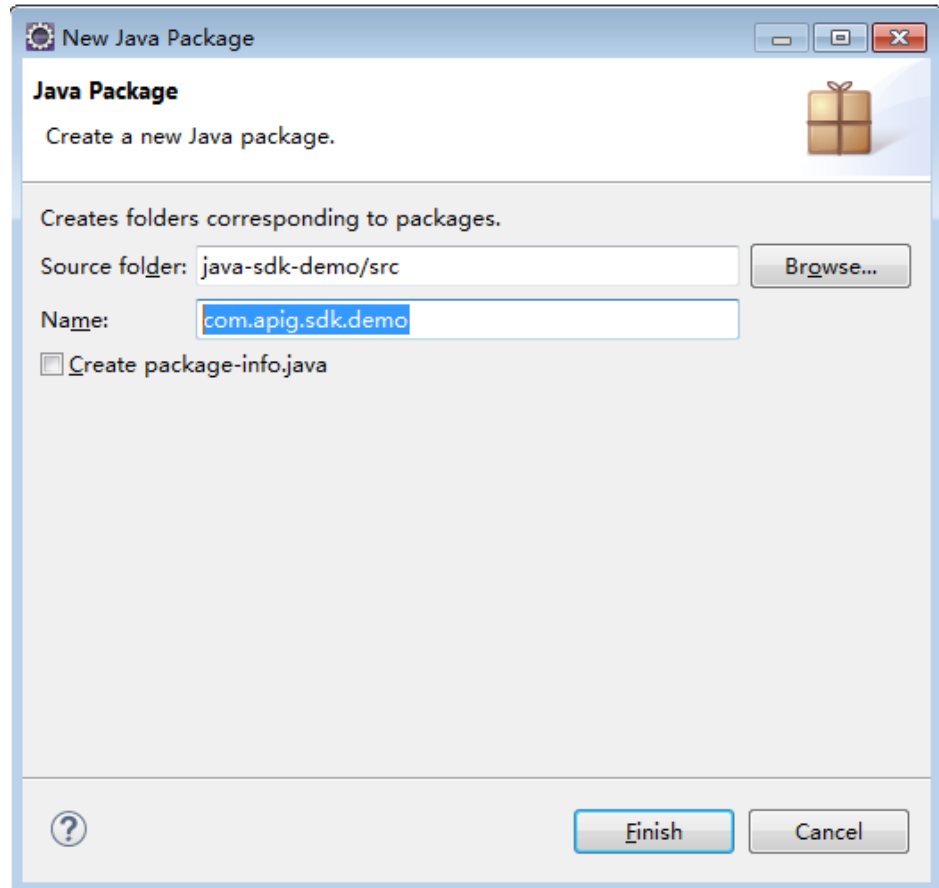 New Java Package
Java Package
Create a new Java package.
Creates folders corresponding to packages.
Source folder: java-sdk-demo/src Browse...
Name: com.apig.sdk.demo
Create package-info.java
? Finish Cancel